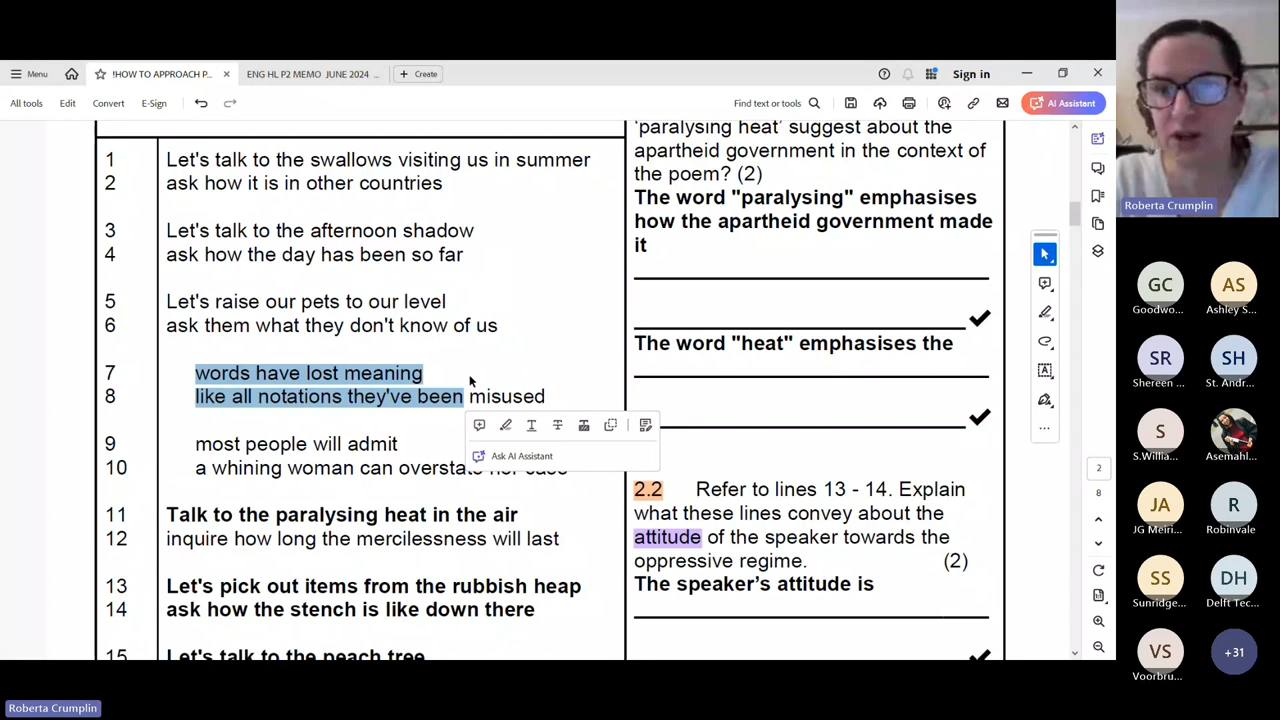 Menu
!HOW TO APPROACH P...
ENG HL P2 MEMO JUNE 2024 ...
Create
Sign in
All tools
Edit
Convert
E-Sign
Find text or tools
AI Assistant
1 Let's talk to the swallows visiting us in summer
2 ask how it is in other countries
3 Let's talk to the afternoon shadow
4 ask how the day has been so far
5 Let's raise our pets to our level
6 ask them what they don't know of us
7 words have lost meaning
8 like all notations they've been misused
9 most people will admit
10 a whining woman can overstate her case
Ask AI Assistant
11 Talk to the paralysing heat in the air
12 inquire how long the mercilessness will last
13 Let's pick out items from the rubbish heap
14 ask how the stench is like down there
15 Let's talk to the peach tree
'paralysing heat' suggest about the
apartheid government in the context of
the poem? (2)
The word "paralysing" emphasises
how the apartheid government made
it
The word "heat" emphasises the
2.2 Refer to lines 13 - 14. Explain
what these lines convey about the
attitude of the speaker towards the
oppressive regime. (2)
The speaker's attitude is
2
8
Roberta Crumplin
GC
Goodwo...
AS
Ashley S...
SR
Shereen ...
SH
St. Andr...
S
S.Willia...
Asemahl...
JA
JG Meiri...
R
Robinvale
SS
Sunridge...
DH
Delft Tec...
VS
Voorbru...
+31
Roberta Crumplin